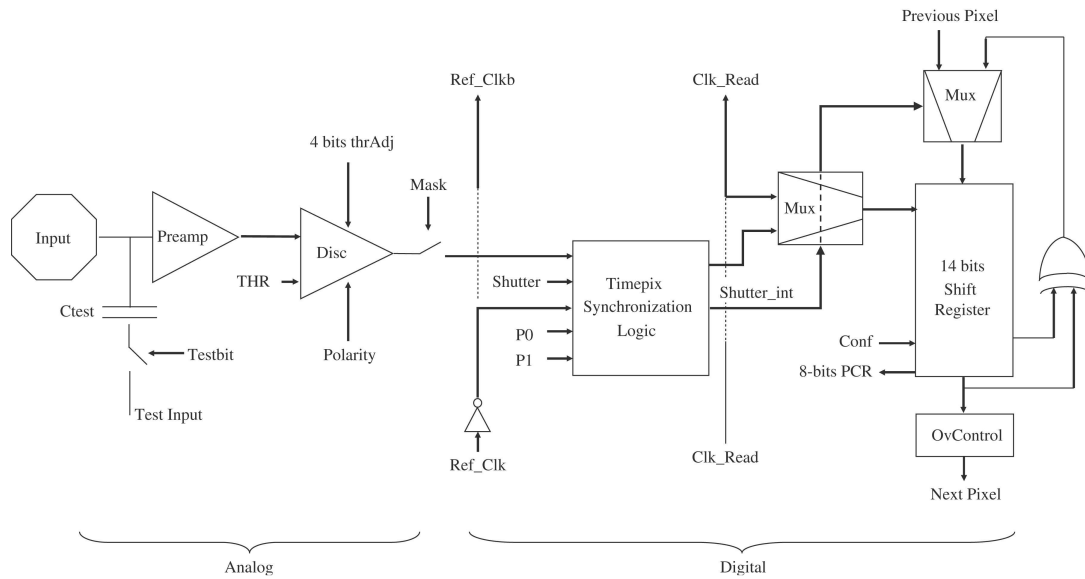 Previous Pixel
Ref_Clkb
Clk_Read
Mux
4 bits thrAdj
Mask
Input
Preamp
Disc
Mux
THR
Shutter
Timepix
Synchronization
Logic
Shutter_int
14 bits
Shift
Register
Ctest
P0
P1
Conf
8-bits PCR
Testbit
Polarity
Test Input
Ref_Clk
Clk_Read
OvControl
Next Pixel
Analog
Digital